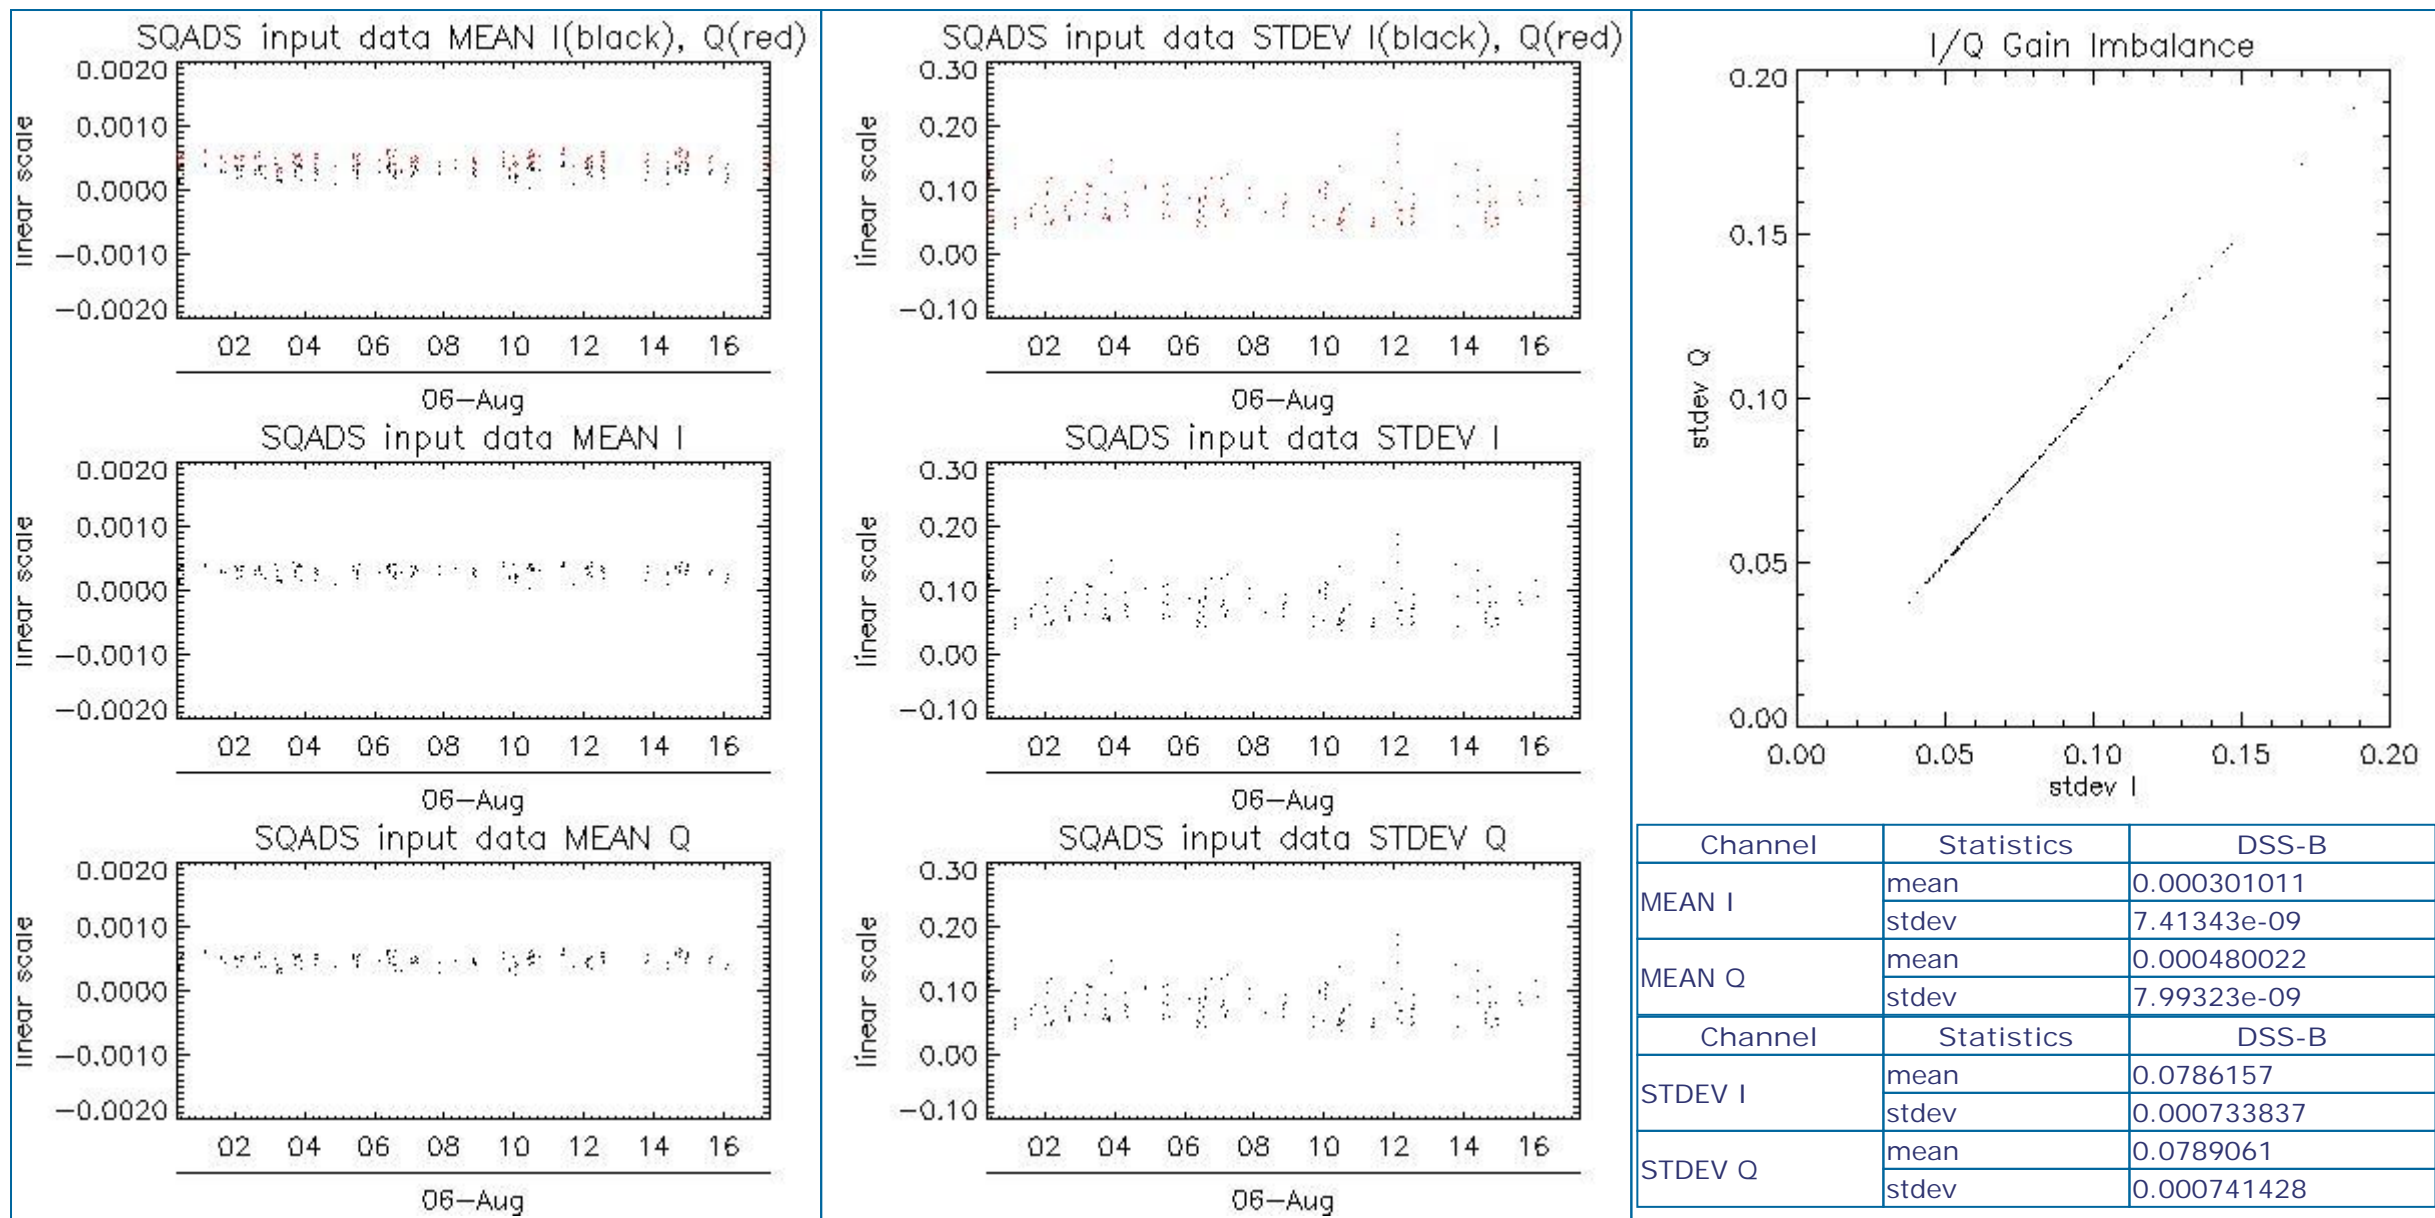 SQADS input data MEAN I(black), Q(red)
linear scale
0.0020
0.0010
0.0000
−0.0010
−0.0020
02 04 06 08 10 12 14 16
06−Aug
SQADS input data MEAN I
linear scale
0.0020
0.0010
0.0000
−0.0010
−0.0020
02 04 06 08 10 12 14 16
06−Aug
SQADS input data MEAN Q
linear scale
0.0020
0.0010
0.0000
−0.0010
−0.0020
02 04 06 08 10 12 14 16
06−Aug
SQADS input data STDEV I(black), Q(red)
linear scale
0.30
0.20
0.10
0.00
−0.10
02 04 06 08 10 12 14 16
06−Aug
SQADS input data STDEV I
linear scale
0.30
0.20
0.10
0.00
−0.10
02 04 06 08 10 12 14 16
06−Aug
SQADS input data STDEV Q
linear scale
0.30
0.20
0.10
0.00
−0.10
02 04 06 08 10 12 14 16
06−Aug
I/Q Gain Imbalance
stdev Q
0.20
0.15
0.10
0.05
0.00
0.00 0.05 0.10 0.15 0.20
stdev I
Channel Statistics DSS-B
MEAN I
mean 0.000301011
stdev 7.41343e-09
MEAN Q
mean 0.000480022
stdev 7.99323e-09
Channel Statistics DSS-B
STDEV I
mean 0.0786157
stdev 0.000733837
STDEV Q
mean 0.0789061
stdev 0.000741428